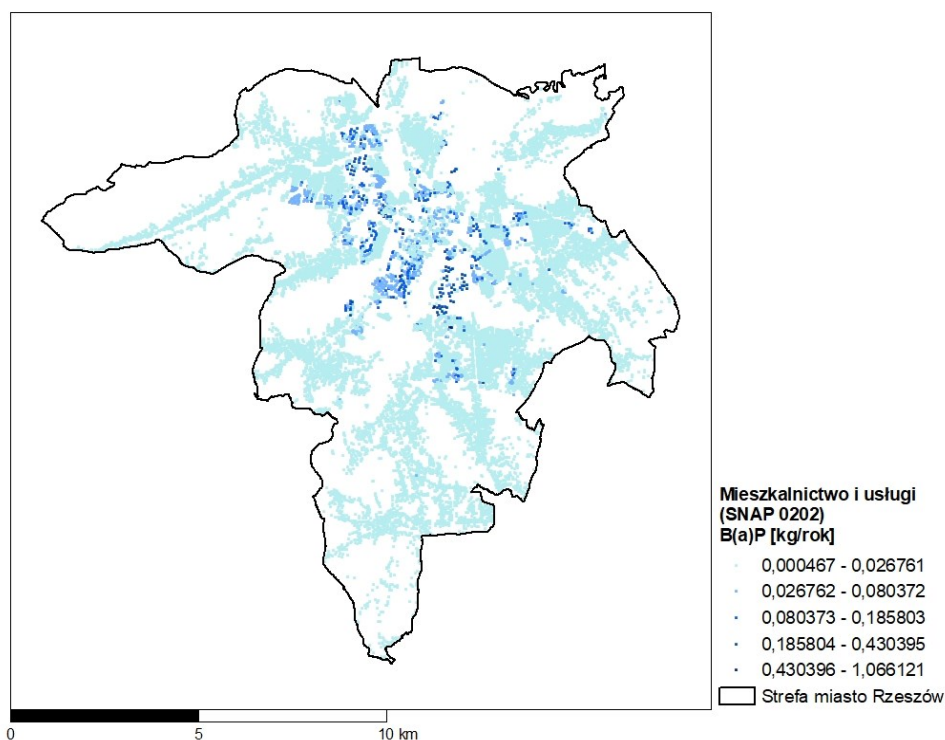 Mieszkalnictwo i usługi
(SNAP 0202)
B(a)P [kg/rok]
0,000467 - 0,026761
0,026762 - 0,080372
0,080373 - 0,185803
0,185804 - 0,430395
0,430396 - 1,066121
Strefa miasto Rzeszów
0 5 10 km